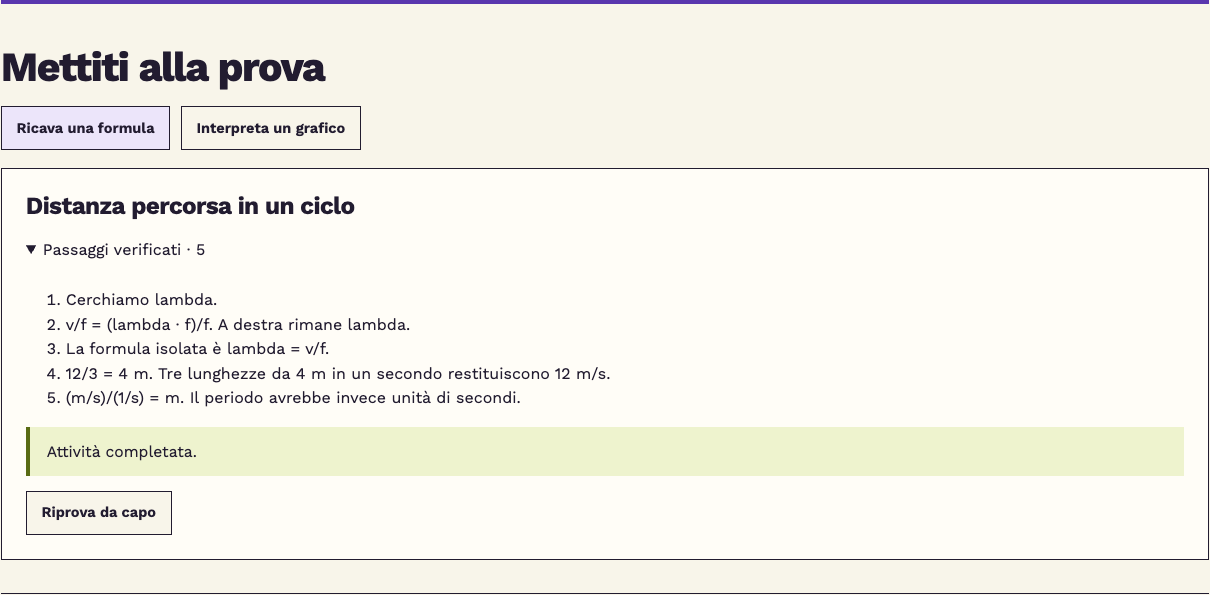 Mettiti alla prova
Ricava una formula
Interpreta un grafico
Distanza percorsa in un ciclo
▼ Passaggi verificati · 5
1. Cerchiamo lambda.
2. v/f = (lambda · f)/f. A destra rimane lambda.
3. La formula isolata è lambda = v/f.
4. 12/3 = 4 m. Tre lunghezze da 4 m in un secondo restituiscono 12 m/s.
5. (m/s)/(1/s) = m. Il periodo avrebbe invece unità di secondi.
Attività completata.
Riprova da capo